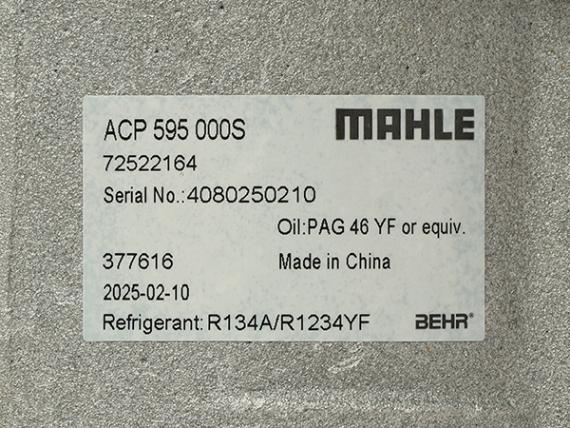 MAHLE
ACP 595 000S
72522164
Serial No.:4080250210
Oil:PAG 46 YF or equiv.
377616 Made in China
2025-02-10
Refrigerant: R134A/R1234YF BEHR®